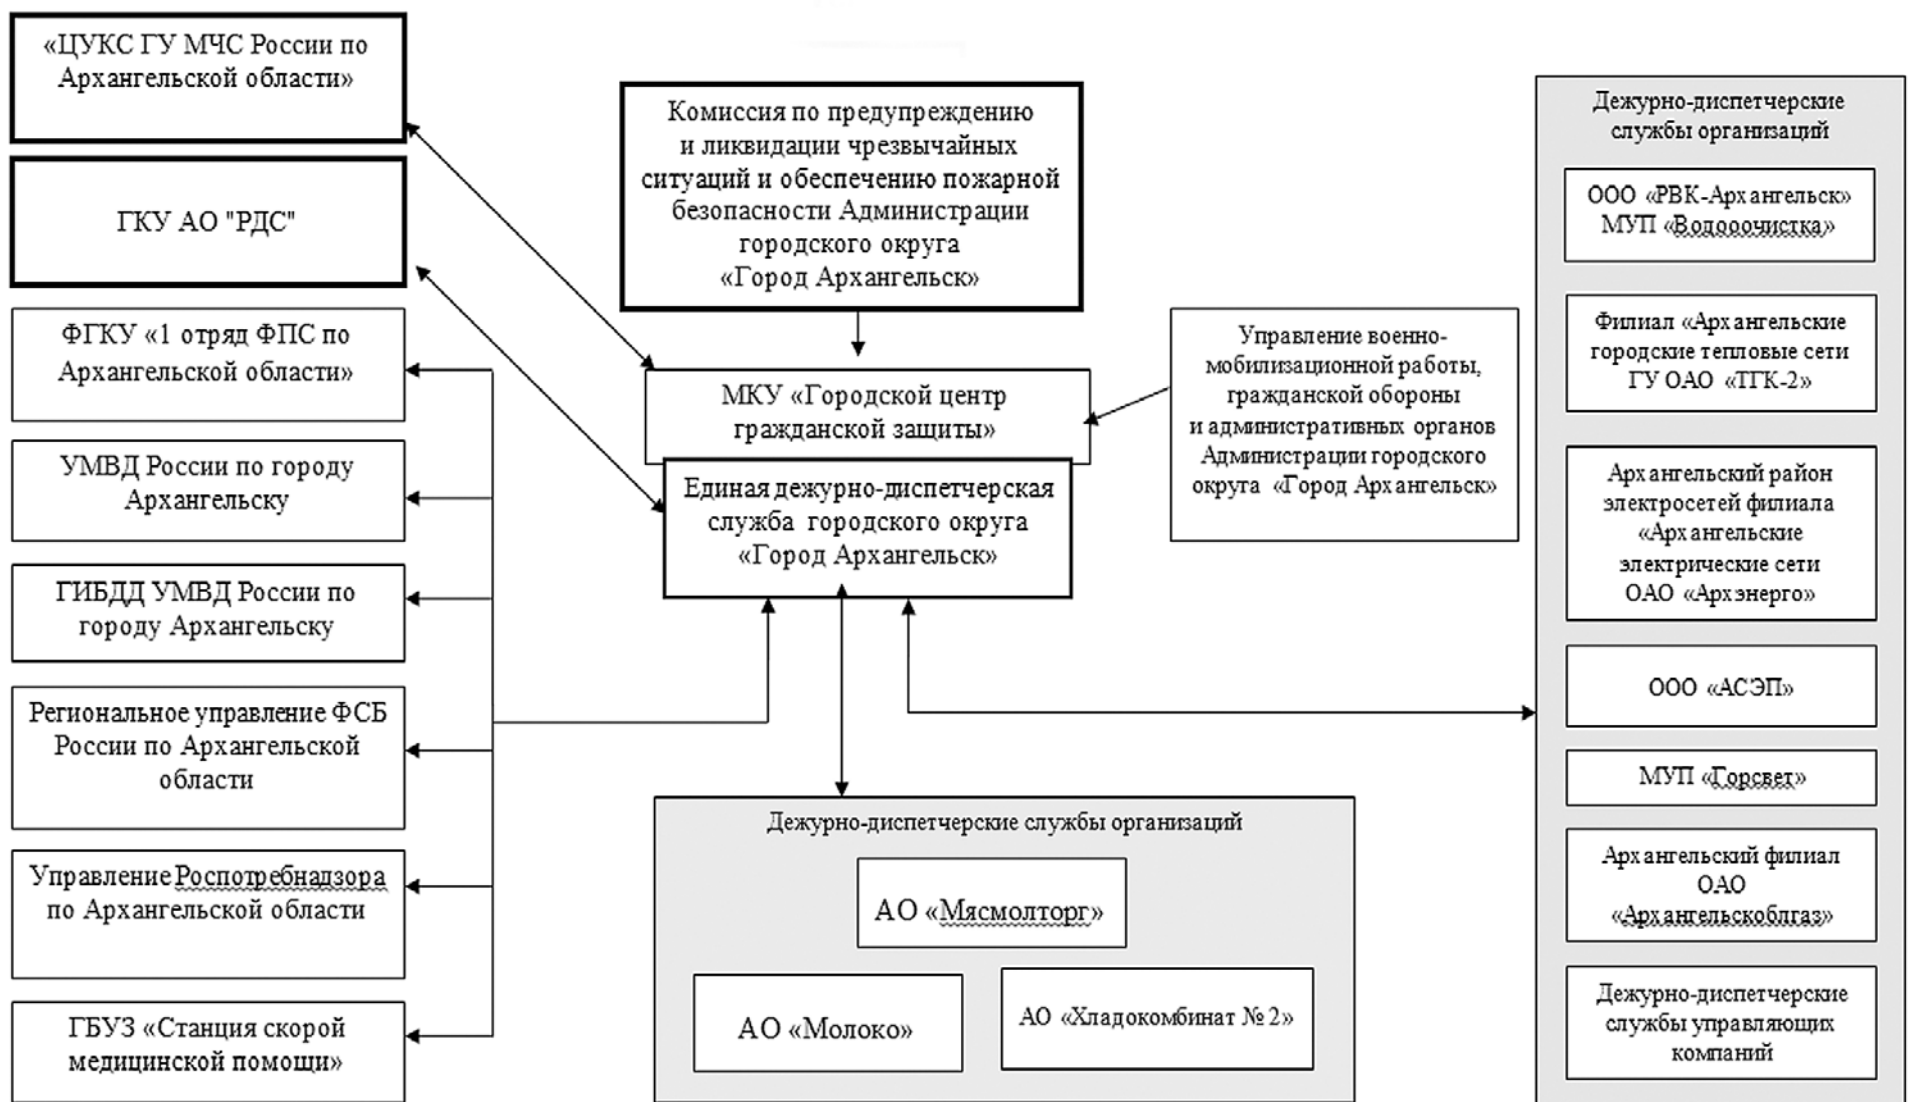 «ЦУКС ГУ МЧС России по
Архангельской области»
ГКУ АО "РДС"
ФГКУ «1 отряд ФПС по
Архангельской области»
УМВД России по городу
Архангельску
ГИБДД УМВД России по
городу Архангельску
Региональное управление ФСБ
России по Архангельской
области
Управление Роспотребнадзора
по Архангельской области
ГБУЗ «Станция скорой
медицинской помощи»
Комиссия по предупреждению
и ликвидации чрезвычайных
ситуаций и обеспечению пожарной
безопасности Администрации
городского округа
«Город Архангельск»
МКУ «Городской центр
гражданской защиты»
Единая дежурно-диспетчерская
служба городского округа
«Город Архангельск»
Управление военно-
мобилизационной работы,
гражданской обороны
и административных органов
Администрации городского
округа «Город Архангельск»
Дежурно-диспетчерские службы организаций
АО «Мясмолторг»
АО «Молоко»
АО «Хладокомбинат № 2»
Дежурно-диспетчерские
службы организаций
ООО «РВК-Архангельск»
МУП «Водооочистка»
Филиал «Архангельские
городские тепловые сети
ГУ ОАО «ТГК-2»
Архангельский район
электросетей филиала
«Архангельские
электрические сети
ОАО «Архэнерго»
ООО «АСЭП»
МУП «Горсвет»
Архангельский филиал
ОАО
«Архангельскоблгаз»
Дежурно-диспетчерские
службы управляющих
компаний